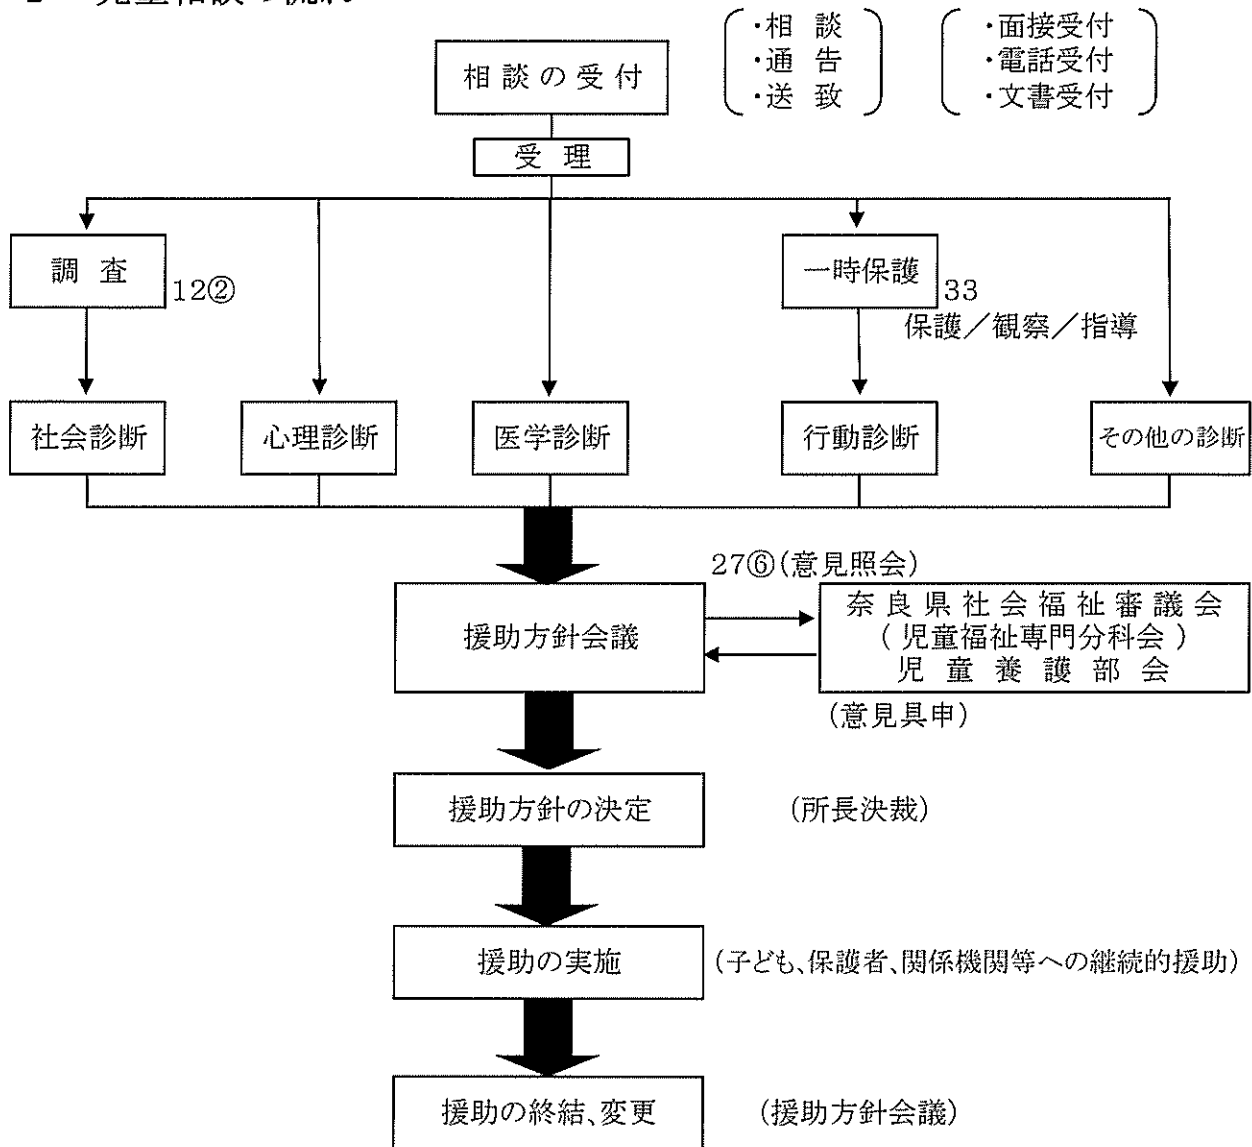 相談の受付
・相 談
・通 告
・送 致
・面接受付
・電話受付
・文書受付
受 理
調 査
12②
一時保護
33
保護／観察／指導
社会診断
心理診断
医学診断
行動診断
その他の診断
27⑥(意見照会)
援助方針会議
奈良県社会福祉審議会
(児童福祉専門分科会)
児童養護部会
(意見具申)
援助方針の決定
(所長決裁)
援助の実施
(子ども、保護者、関係機関等への継続的援助)
援助の終結、変更
(援助方針会議)